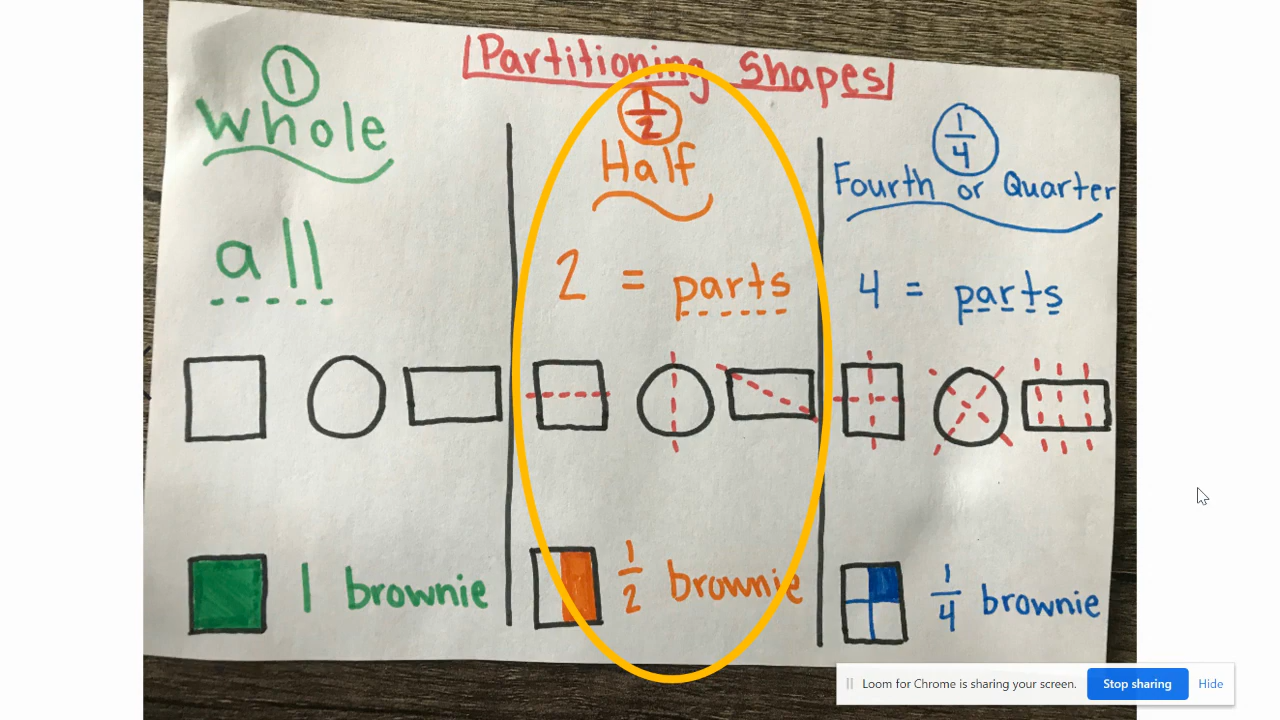 Partitioning Shapes
1
Whole
all
1 brownie
1/2
Half
2 = parts
1/2 brownie
1/4
Fourth or Quarter
4 = parts
1/4 brownie
Loom for Chrome is sharing your screen. Stop sharing Hide